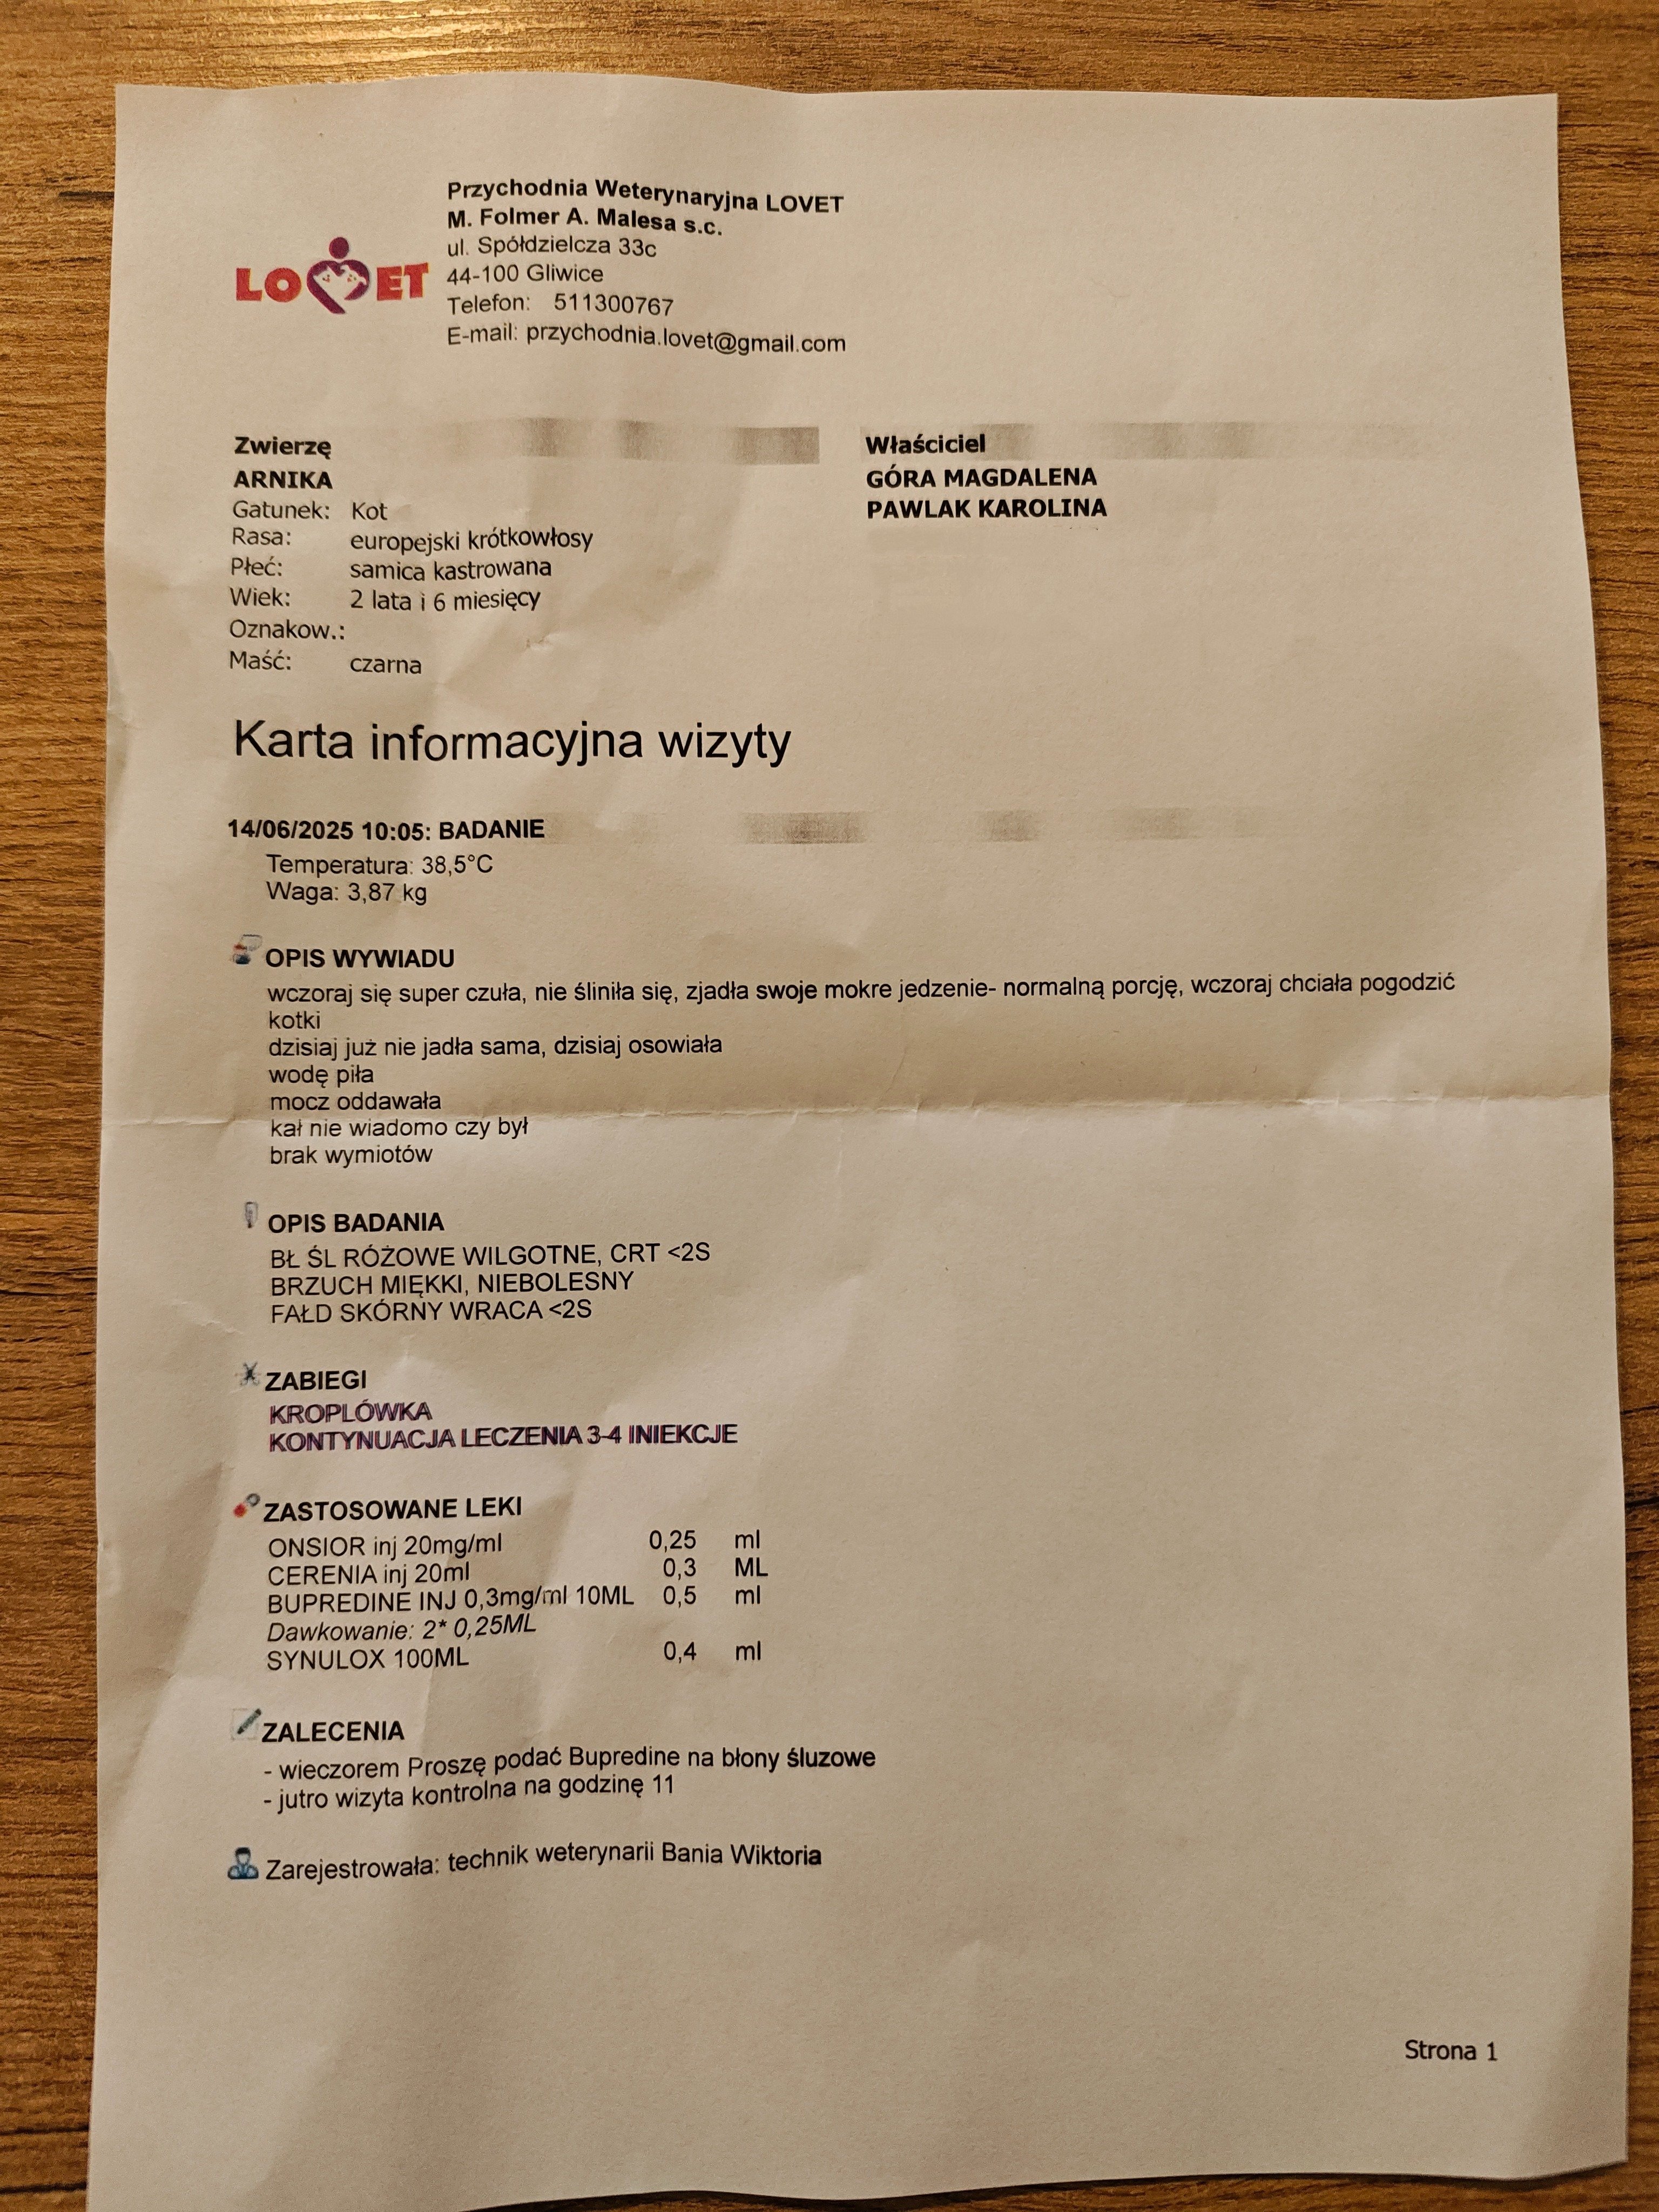 Przychodnia Weterynaryjna LOVET
M. Folmer A. Malesa s.c.
ul. Spółdzielcza 33c
LOVET
44-100 Gliwice
Telefon: 511300767
E-mail: przychodnia.lovet@gmail.com
Zwierzę
ARNIKA
Gatunek: Kot
Rasa: europejski krótkowłosy
Płeć: samica kastrowana
Wiek: 2 lata i 6 miesięcy
Oznakow.:
Maść: czarna
Właściciel
GÓRA MAGDALENA
PAWLAK KAROLINA
Karta informacyjna wizyty
14/06/2025 10:05: BADANIE
Temperatura: 38,5°C
Waga: 3,87 kg
OPIS WYWIADU
wczoraj się super czuła, nie śliniła się, zjadła swoje mokre jedzenie- normalną porcję, wczoraj chciała pogodzić
kotki
dzisiaj już nie jadła sama, dzisiaj osowiała
wodę piła
mocz oddawała
kał nie wiadomo czy był
brak wymiotów
OPIS BADANIA
BŁ ŚL RÓŻOWE WILGOTNE, CRT <2S
BRZUCH MIĘKKI, NIEBOLESNY
FAŁD SKÓRNY WRACA <2S
ZABIEGI
KROPLÓWKA
KONTYNUACJA LECZENIA 3-4 INIEKCJE
ZASTOSOWANE LEKI
ONSIOR inj 20mg/ml 0,25 ml
CERENIA inj 20ml 0,3 ML
BUPREDINE INJ 0,3mg/ml 10ML 0,5 ml
Dawkowanie: 2* 0,25ML
SYNULOX 100ML 0,4 ml
ZALECENIA
- wieczorem Proszę podać Bupredine na błony śluzowe
- jutro wizyta kontrolna na godzinę 11
Zarejestrowała: technik weterynarii Bania Wiktoria
Strona 1